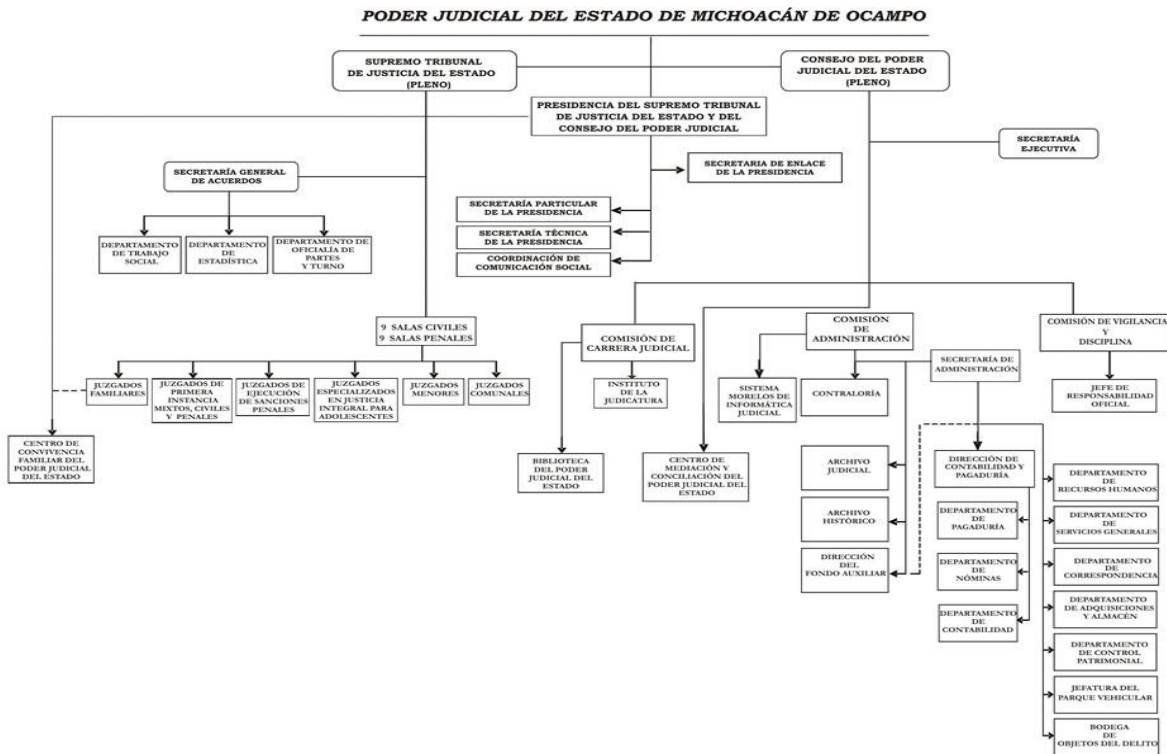 PODER JUDICIAL DEL ESTADO DE MICHOACÁN DE OCAMPO
SUPREMO TRIBUNAL
DE JUSTICIA DEL ESTADO
(PLENO)
CONSEJO DEL PODER
JUDICIAL DEL ESTADO
(PLENO)
PRESIDENCIA DEL SUPREMO TRIBUNAL
DE JUSTICIA DEL ESTADO Y DEL
CONSEJO DEL PODER JUDICIAL
SECRETARÍA
EJECUTIVA
SECRETARIA DE ENLACE
DE LA PRESIDENCIA
SECRETARÍA GENERAL
DE ACUERDOS
SECRETARÍA PARTICULAR
DE LA PRESIDENCIA
SECRETARÍA TÉCNICA
DE LA PRESIDENCIA
COORDINACIÓN DE
COMUNICACIÓN SOCIAL
DEPARTAMENTO
DE TRABAJO
SOCIAL
DEPARTAMENTO
DE
ESTADÍSTICA
DEPARTAMENTO DE
OFICIALÍA DE
PARTES
Y TURNO
9 SALAS CIVILES
9 SALAS PENALES
COMISIÓN DE
CARRERA JUDICIAL
COMISIÓN
DE
ADMINISTRACIÓN
COMISIÓN DE VIGILANCIA
Y
DISCIPLINA
JUZGADOS
FAMILIARES
JUZGADOS DE
PRIMERA
INSTANCIA
MIXTOS, CIVILES
Y PENALES
JUZGADOS DE
EJECUCIÓN
DE SANCIONES
PENALES
JUZGADOS
ESPECIALIZADOS
EN JUSTICIA
INTEGRAL PARA
ADOLESCENTES
JUZGADOS
MENORES
JUZGADOS
COMUNALES
INSTITUTO
DE LA
JUDICATURA
SISTEMA
MORELOS DE
INFORMÁTICA
JUDICIAL
CONTRALORÍA
SECRETARÍA DE
ADMINISTRACIÓN
JEFE DE
RESPONSABILIDAD
OFICIAL
CENTRO DE
CONVIVENCIA
FAMILIAR DEL
PODER JUDICIAL
DEL ESTADO
BIBLIOTECA
DEL PODER
JUDICIAL DEL
ESTADO
CENTRO DE
MEDIACIÓN Y
CONCILIACIÓN DEL
PODER JUDICIAL DEL
ESTADO
ARCHIVO
JUDICIAL
ARCHIVO
HISTÓRICO
DIRECCIÓN
DEL
FONDO AUXILIAR
DIRECCIÓN DE
CONTABILIDAD Y
PAGADURÍA
DEPARTAMENTO
DE
PAGADURÍA
DEPARTAMENTO
DE
NÓMINAS
DEPARTAMENTO
DE
CONTABILIDAD
DEPARTAMENTO
DE
RECURSOS HUMANOS
DEPARTAMENTO
DE
SERVICIOS GENERALES
DEPARTAMENTO
DE
CORRESPONDENCIA
DEPARTAMENTO
DE ADQUISICIONES
Y ALMACÉN
DEPARTAMENTO
DE CONTROL
PATRIMONIAL
JEFATURA DEL
PARQUE VEHICULAR
BODEGA
DE
OBJETOS DEL DELITO